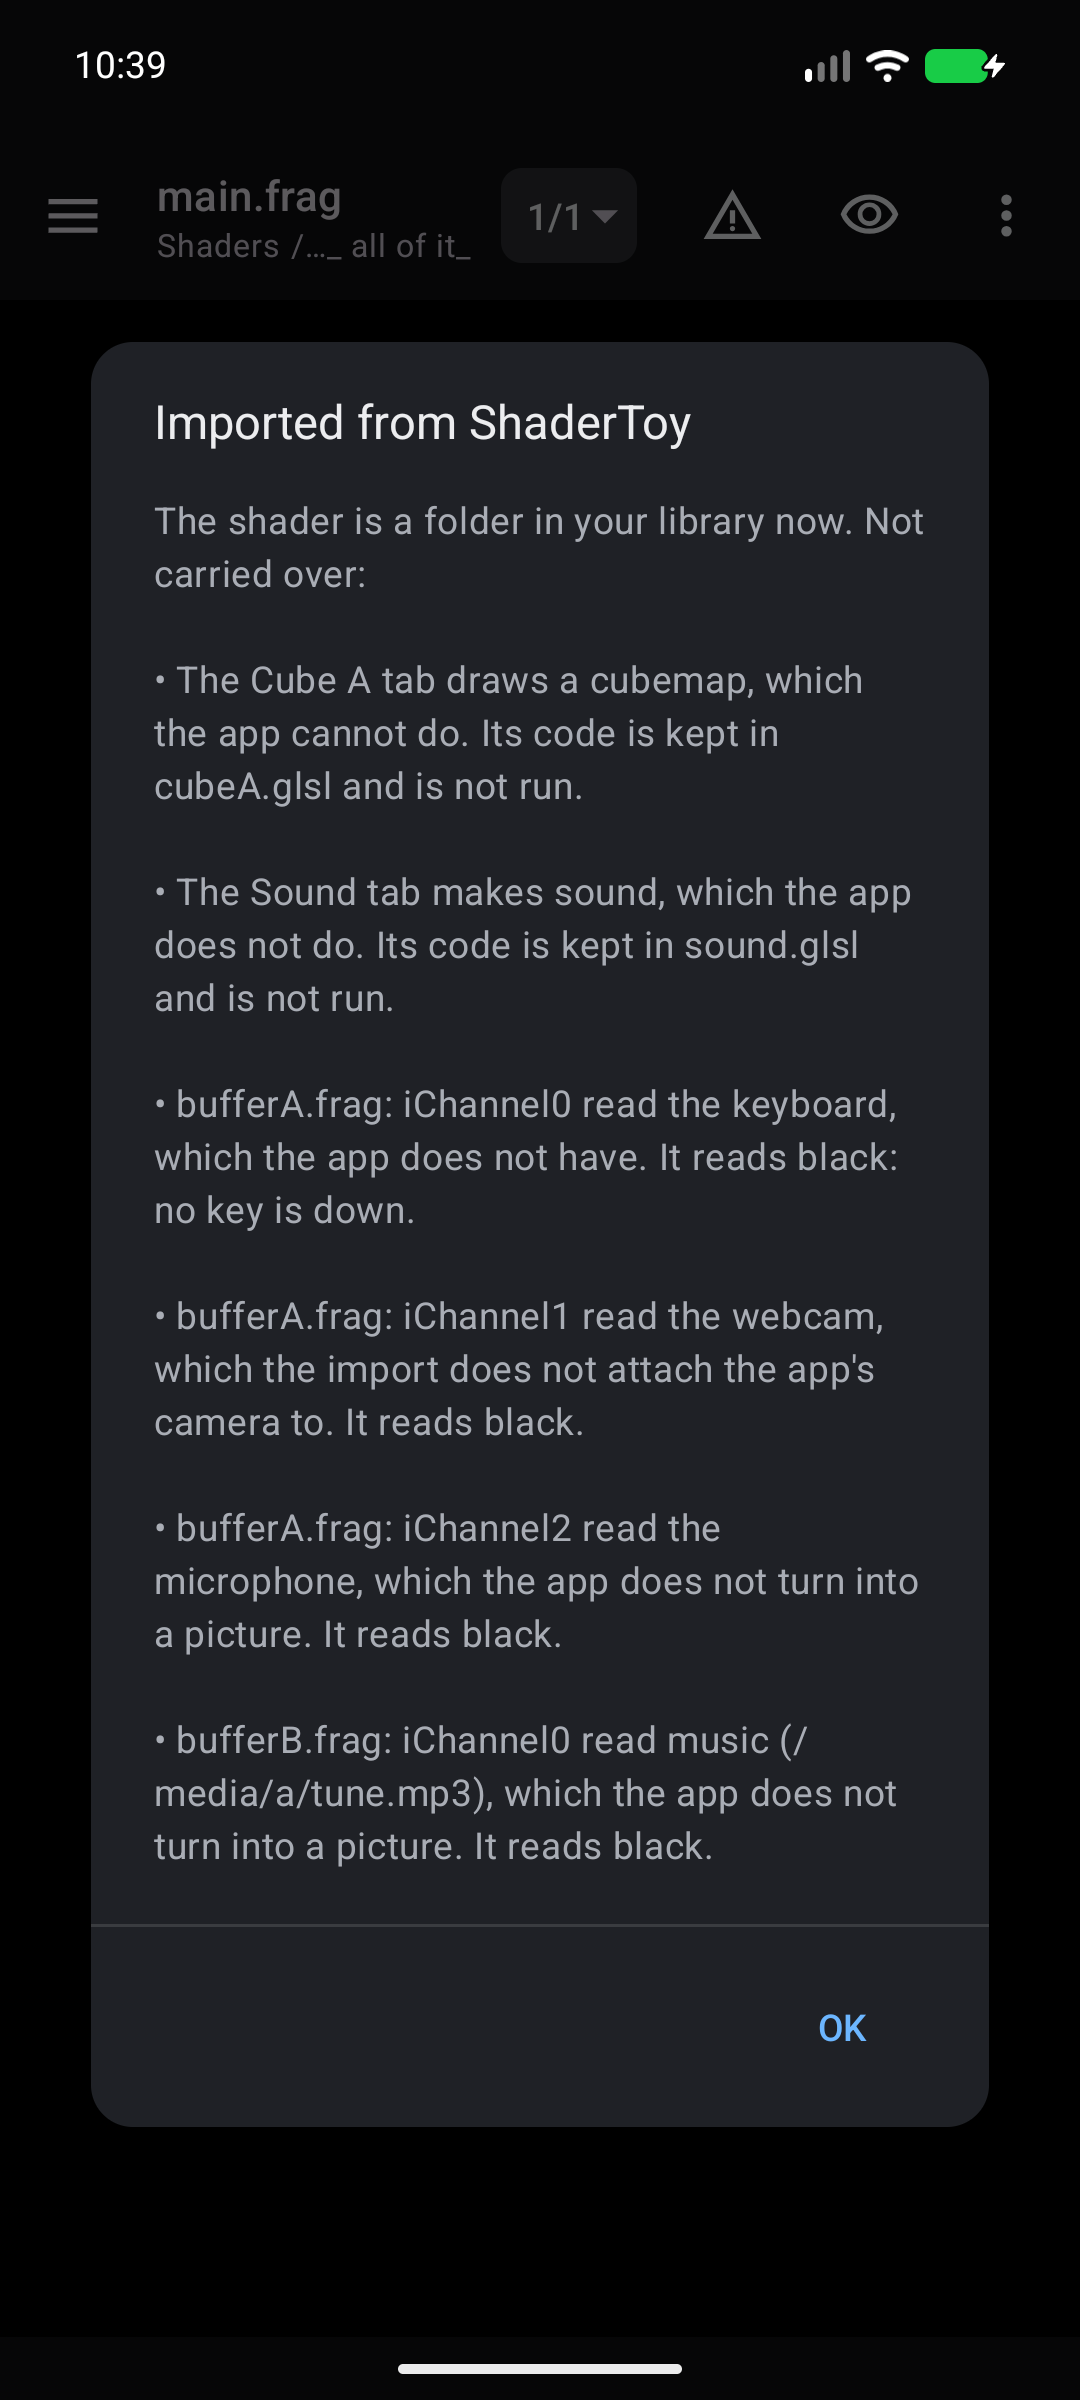 10:39
main.frag
Shaders /..._ all of it_
1/1
Imported from ShaderToy
The shader is a folder in your library now. Not
carried over:
• The Cube A tab draws a cubemap, which
the app cannot do. Its code is kept in
cubeA.glsl and is not run.
• The Sound tab makes sound, which the app
does not do. Its code is kept in sound.glsl
and is not run.
• bufferA.frag: iChannel0 read the keyboard,
which the app does not have. It reads black:
no key is down.
• bufferA.frag: iChannel1 read the webcam,
which the import does not attach the app's
camera to. It reads black.
• bufferA.frag: iChannel2 read the
microphone, which the app does not turn into
a picture. It reads black.
• bufferB.frag: iChannel0 read music (/
media/a/tune.mp3), which the app does not
turn into a picture. It reads black.
OK